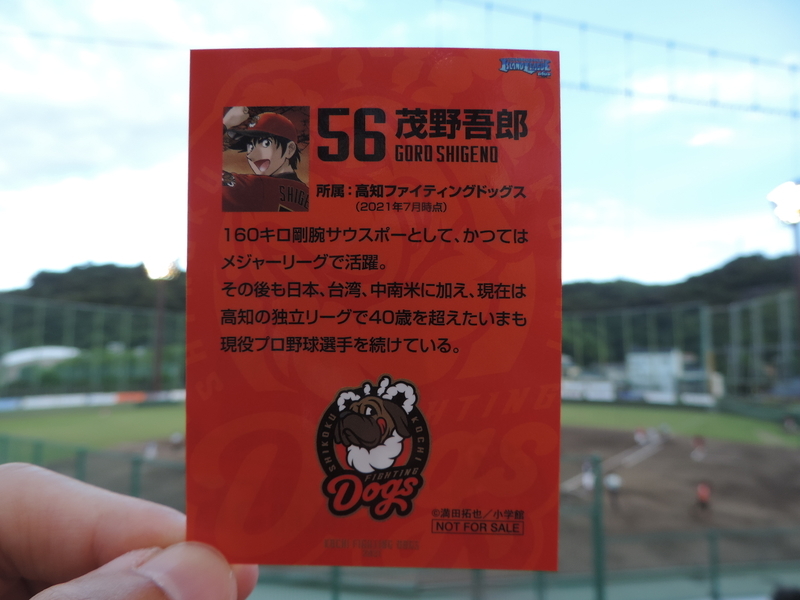 56 茂野吾郎
GORO SHIGENO
SHIGE
所属：高知ファイティングドッグス
（2021年7月時点）
160キロ剛腕サウスポーとして、かつては
メジャーリーグで活躍。
その後も日本、台湾、中南米に加え、現在は
高知の独立リーグで40歳を超えたいまも
現役プロ野球選手を続けている。
SHIKOKU KOCHI
FIGHTING
Dogs
©満田拓也／小学館
NOT FOR SALE